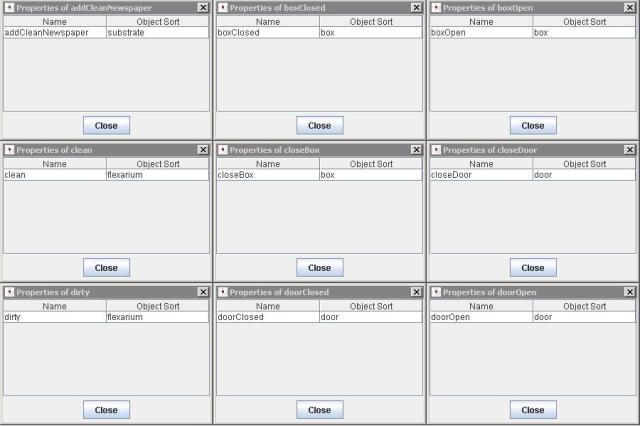 Properties of addCleanNewspaper
Name Object Sort
addCleanNewspaper substrate
Close
Properties of boxClosed
Name Object Sort
boxClosed box
Close
Properties of boxOpen
Name Object Sort
boxOpen box
Close
Properties of clean
Name Object Sort
clean flexarium
Close
Properties of closeBox
Name Object Sort
closeBox box
Close
Properties of closeDoor
Name Object Sort
closeDoor door
Close
Properties of dirty
Name Object Sort
dirty flexarium
Close
Properties of doorClosed
Name Object Sort
doorClosed door
Close
Properties of doorOpen
Name Object Sort
doorOpen door
Close